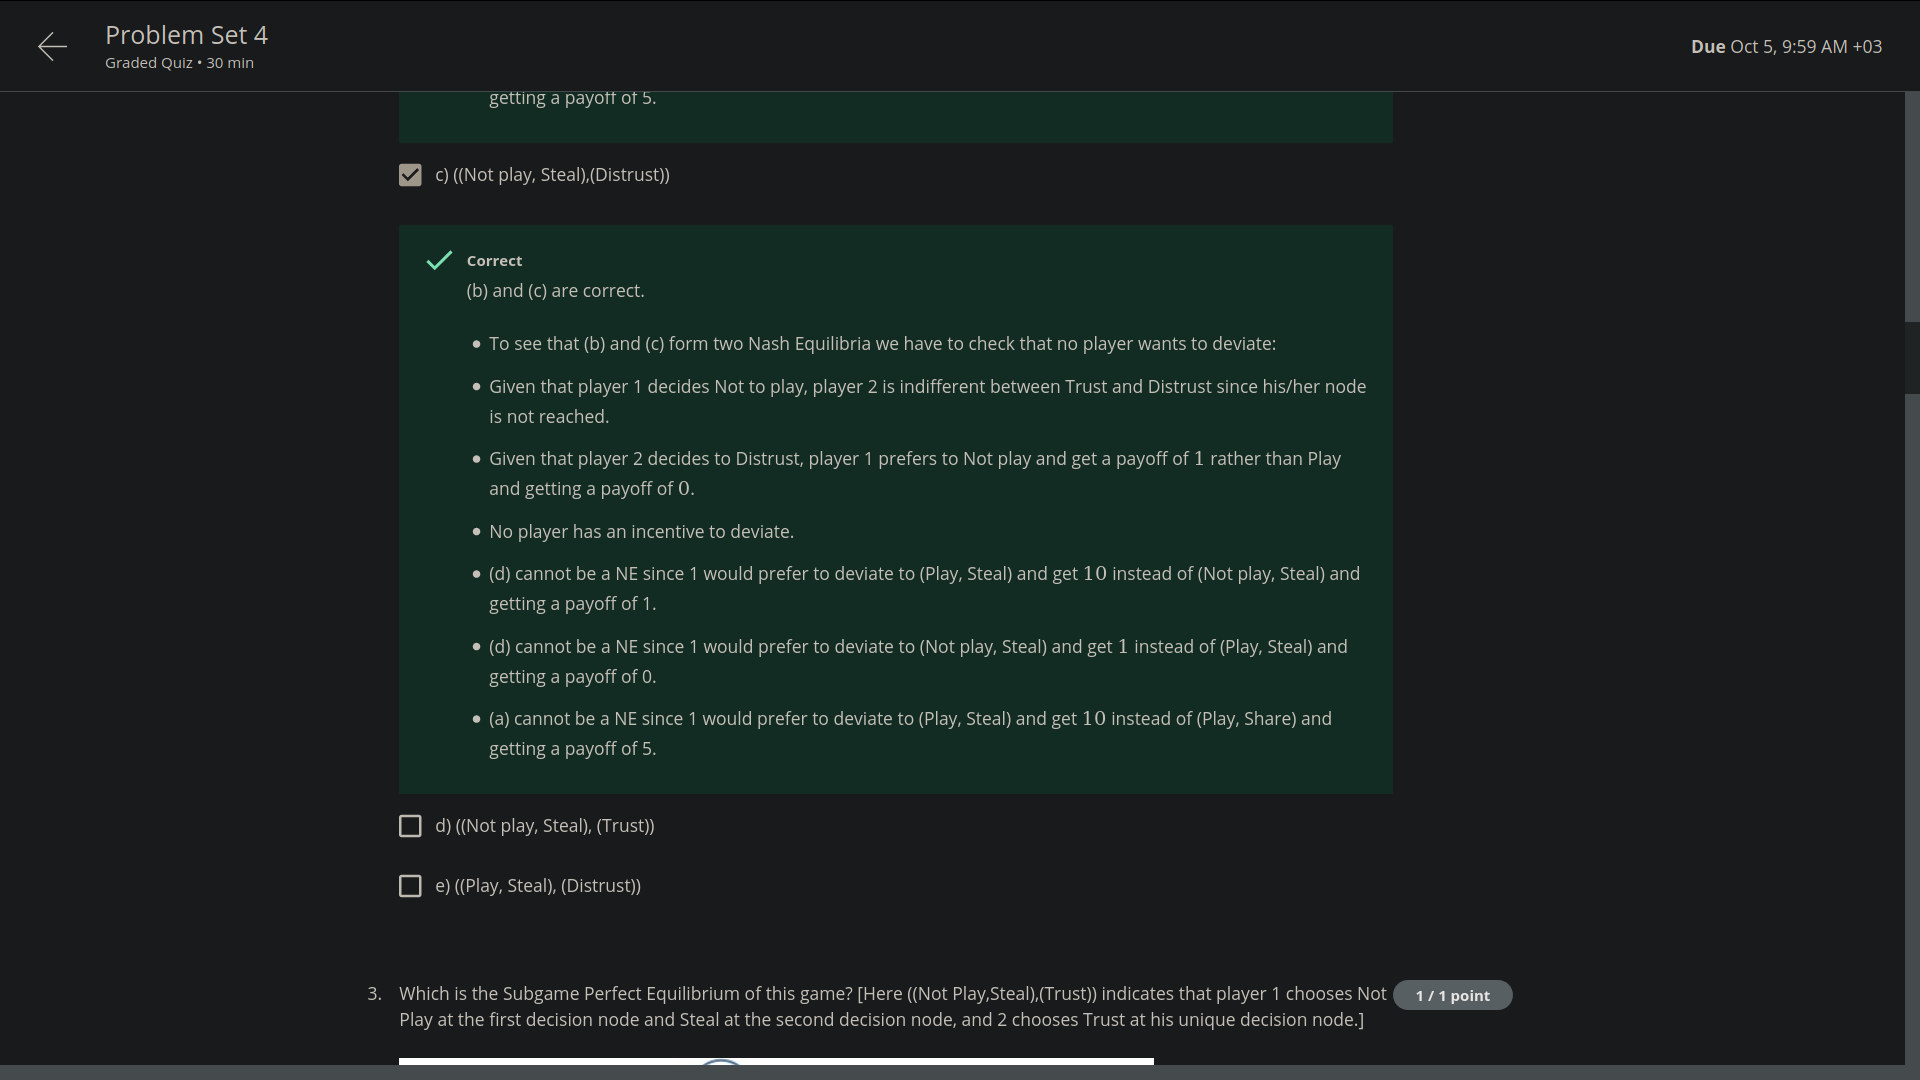 Problem Set 4
Graded Quiz • 30 min
Due Oct 5, 9:59 AM +03
getting a payoff of 5.
c) ((Not play, Steal),(Distrust))
Correct
(b) and (c) are correct.
• To see that (b) and (c) form two Nash Equilibria we have to check that no player wants to deviate:
• Given that player 1 decides Not to play, player 2 is indifferent between Trust and Distrust since his/her node
is not reached.
• Given that player 2 decides to Distrust, player 1 prefers to Not play and get a payoff of 1 rather than Play
and getting a payoff of 0.
• No player has an incentive to deviate.
• (d) cannot be a NE since 1 would prefer to deviate to (Play, Steal) and get 10 instead of (Not play, Steal) and
getting a payoff of 1.
• (d) cannot be a NE since 1 would prefer to deviate to (Not play, Steal) and get 1 instead of (Play, Steal) and
getting a payoff of 0.
• (a) cannot be a NE since 1 would prefer to deviate to (Play, Steal) and get 10 instead of (Play, Share) and
getting a payoff of 5.
d) ((Not play, Steal), (Trust))
e) ((Play, Steal), (Distrust))
3. Which is the Subgame Perfect Equilibrium of this game? [Here ((Not Play,Steal),(Trust)) indicates that player 1 chooses Not
Play at the first decision node and Steal at the second decision node, and 2 chooses Trust at his unique decision node.]
1 / 1 point